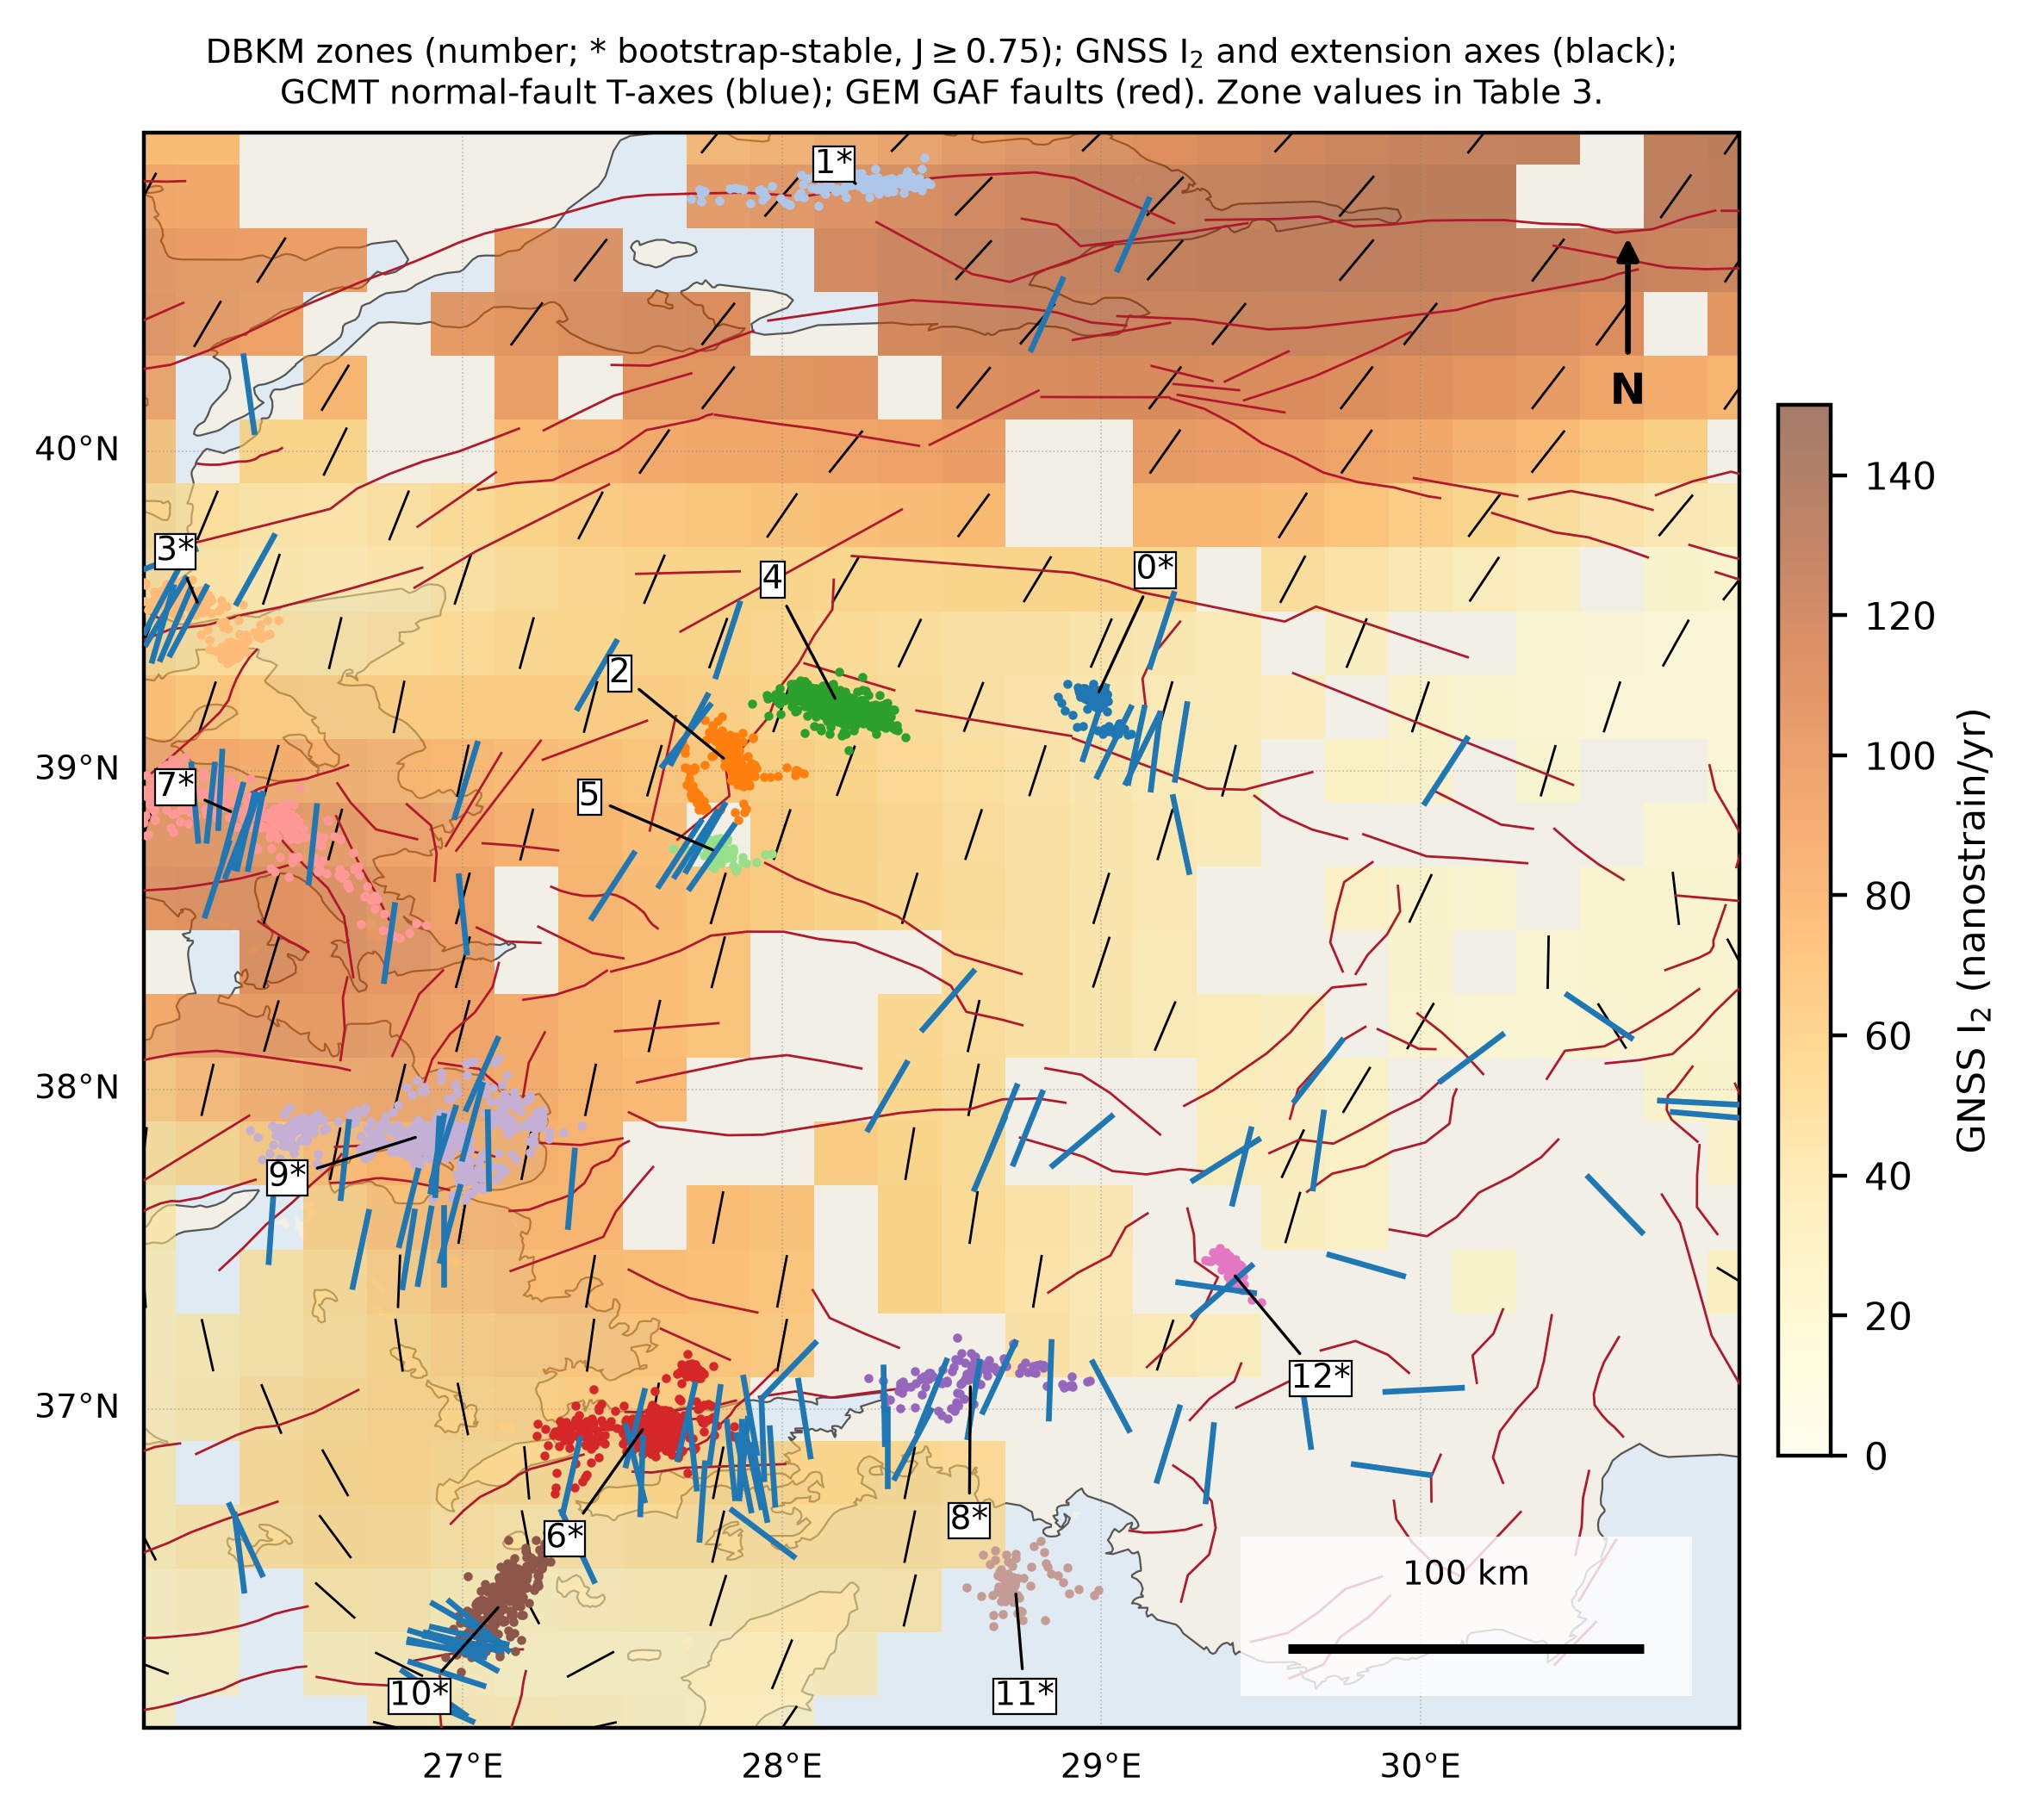 DBKM zones (number; * bootstrap-stable, J ≥ 0.75); GNSS I₂ and extension axes (black);
GCMT normal-fault T-axes (blue); GEM GAF faults (red). Zone values in Table 3.
1*
N
40°N
3*
4
0*
2
39°N
7*
5
38°N
9*
12*
37°N
8*
6*
100 km
10*
11*
27°E
28°E
29°E
30°E
140
120
100
80
60
40
20
0
GNSS I₂ (nanostrain/yr)